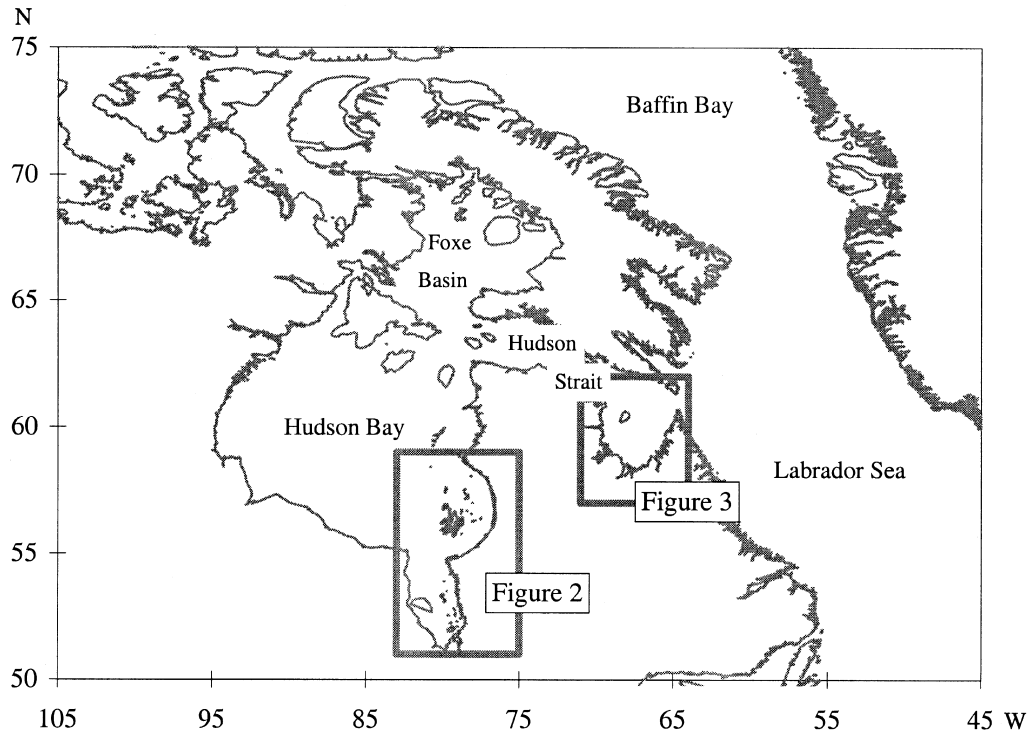 N
75
Baffin Bay
70
Foxe
Basin
65
Hudson
Strait
60
Hudson Bay
Labrador Sea
Figure 3
55
Figure 2
50
105
95
85
75
65
55
45
W